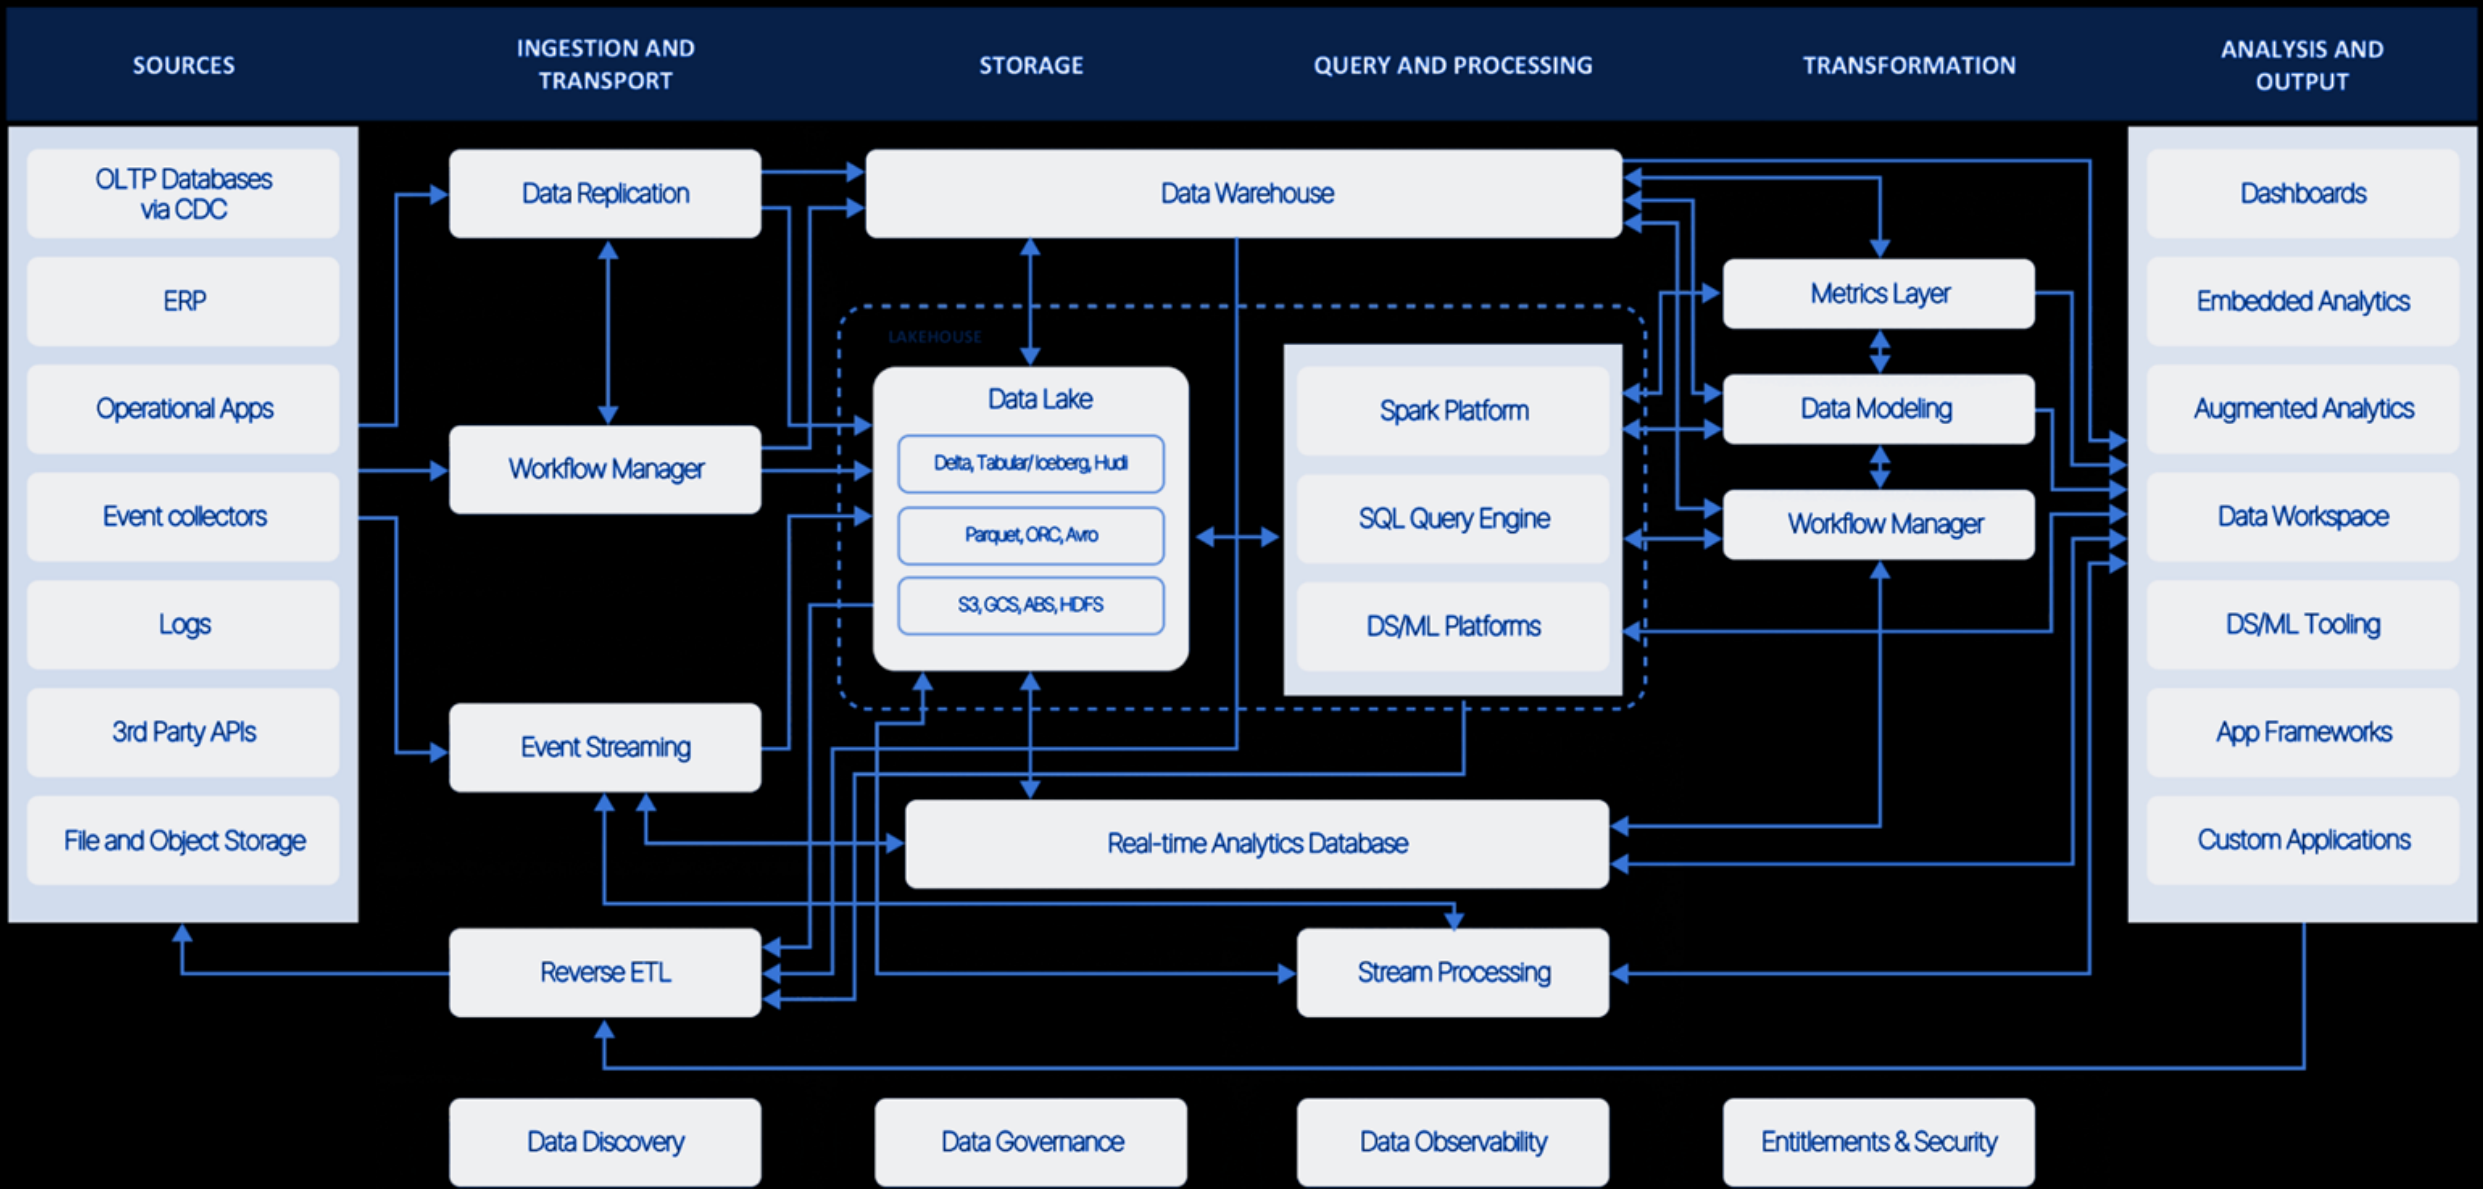 SOURCES
INGESTION AND
TRANSPORT
STORAGE
QUERY AND PROCESSING
TRANSFORMATION
ANALYSIS AND
OUTPUT
OLTP Databases
via CDC
ERP
Operational Apps
Event collectors
Logs
3rd Party APIs
File and Object Storage
Data Replication
Workflow Manager
Event Streaming
Reverse ETL
Data Warehouse
LAKEHOUSE
Data Lake
Delta, Tabular/ Iceberg, Hudi
Parquet, ORC, Avro
S3, GCS, ABS, HDFS
Spark Platform
SQL Query Engine
DS/ML Platforms
Real-time Analytics Database
Stream Processing
Metrics Layer
Data Modeling
Workflow Manager
Dashboards
Embedded Analytics
Augmented Analytics
Data Workspace
DS/ML Tooling
App Frameworks
Custom Applications
Data Discovery
Data Governance
Data Observability
Entitlements & Security